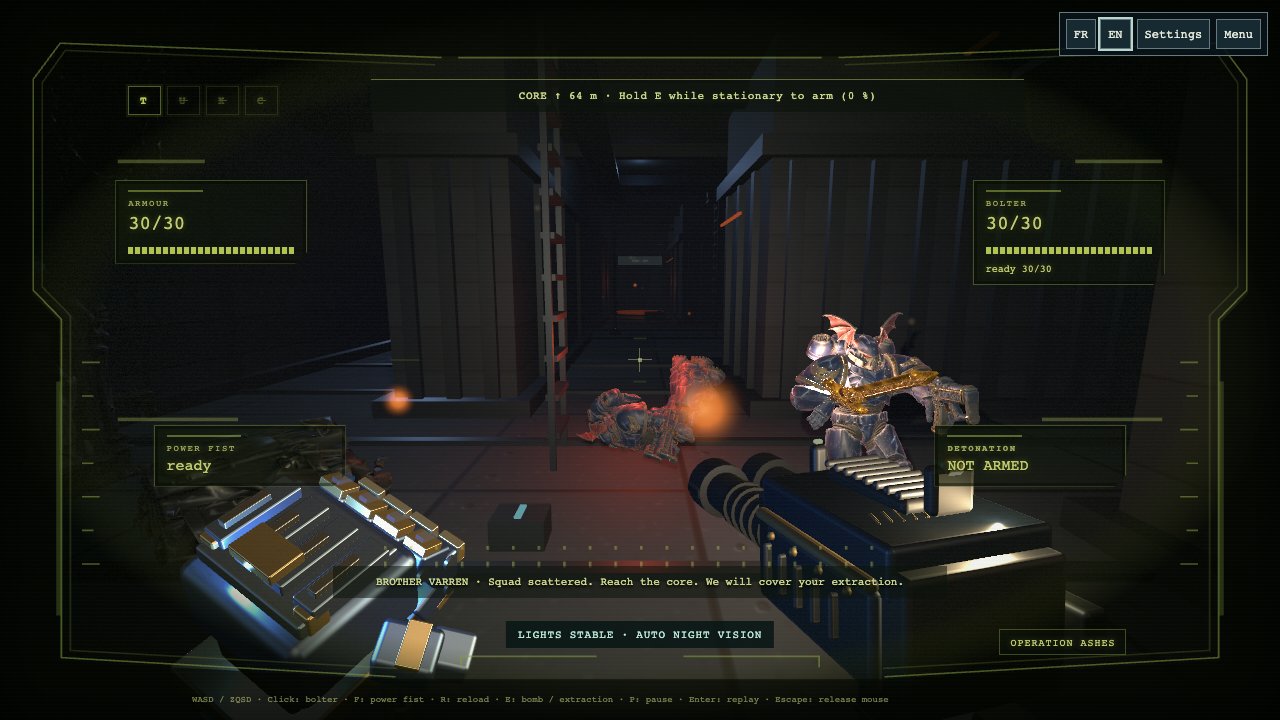 FR EN Settings Menu
CORE ↑ 64 m · Hold E while stationary to arm (0 %)
T
ARMOUR
30/30
BOLTER
30/30
ready 30/30
POWER FIST
ready
DETONATION
NOT ARMED
BROTHER VARREN · Squad scattered. Reach the core. We will cover your extraction.
LIGHTS STABLE · AUTO NIGHT VISION
OPERATION ASHES
WASD / ZQSD · Click: bolter · F: power fist · R: reload · E: bomb / extraction · P: pause · Enter: replay · Escape: release mouse